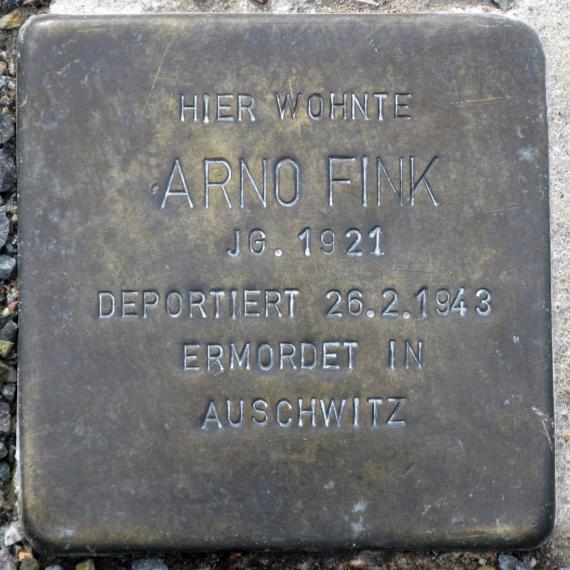 HIER WOHNTE
ARNO FINK
JG. 1921
DEPORTIERT 26.2.1943
ERMORDET IN
AUSCHWITZ